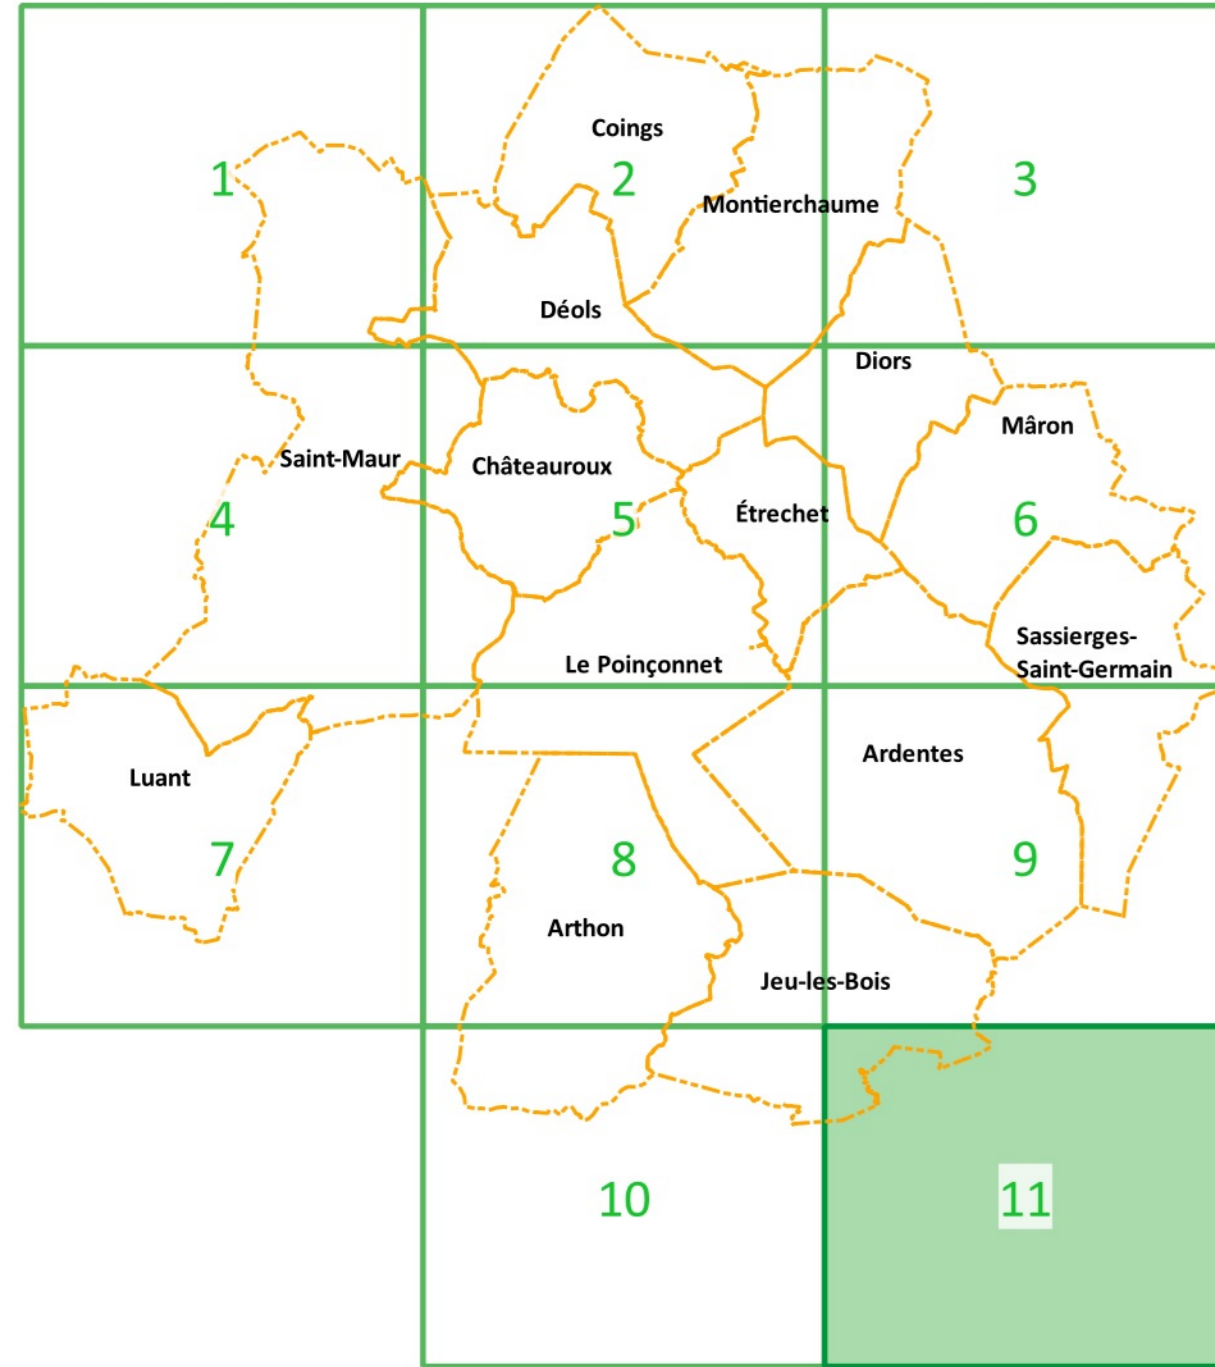 Coings
1
2
3
Montierchaume
Déols
Diors
Mâron
Saint-Maur
Châteauroux
Étrechet
4
5
6
Sassierges-
Saint-Germain
Le Poinçonnet
Ardentes
Luant
7
8
9
Arthon
Jeu-les-Bois
10
11